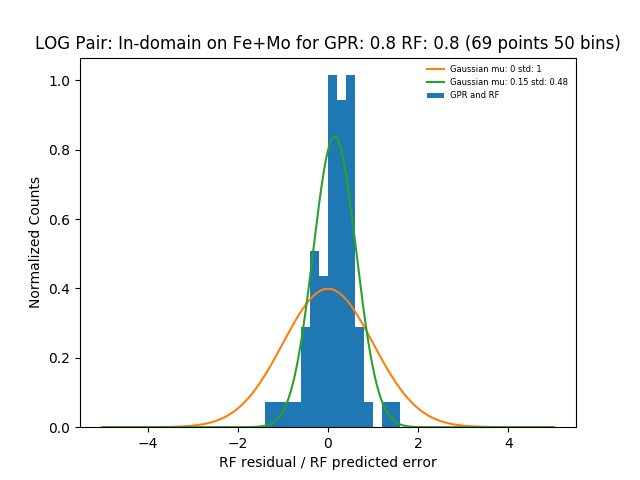 LOG Pair: In-domain on Fe+Mo for GPR: 0.8 RF: 0.8 (69 points 50 bins)
Gaussian mu: 0 std: 1
Gaussian mu: 0.15 std: 0.48
GPR and RF
Normalized Counts
1.0
0.8
0.6
0.4
0.2
0.0
−4 −2 0 2 4
RF residual / RF predicted error